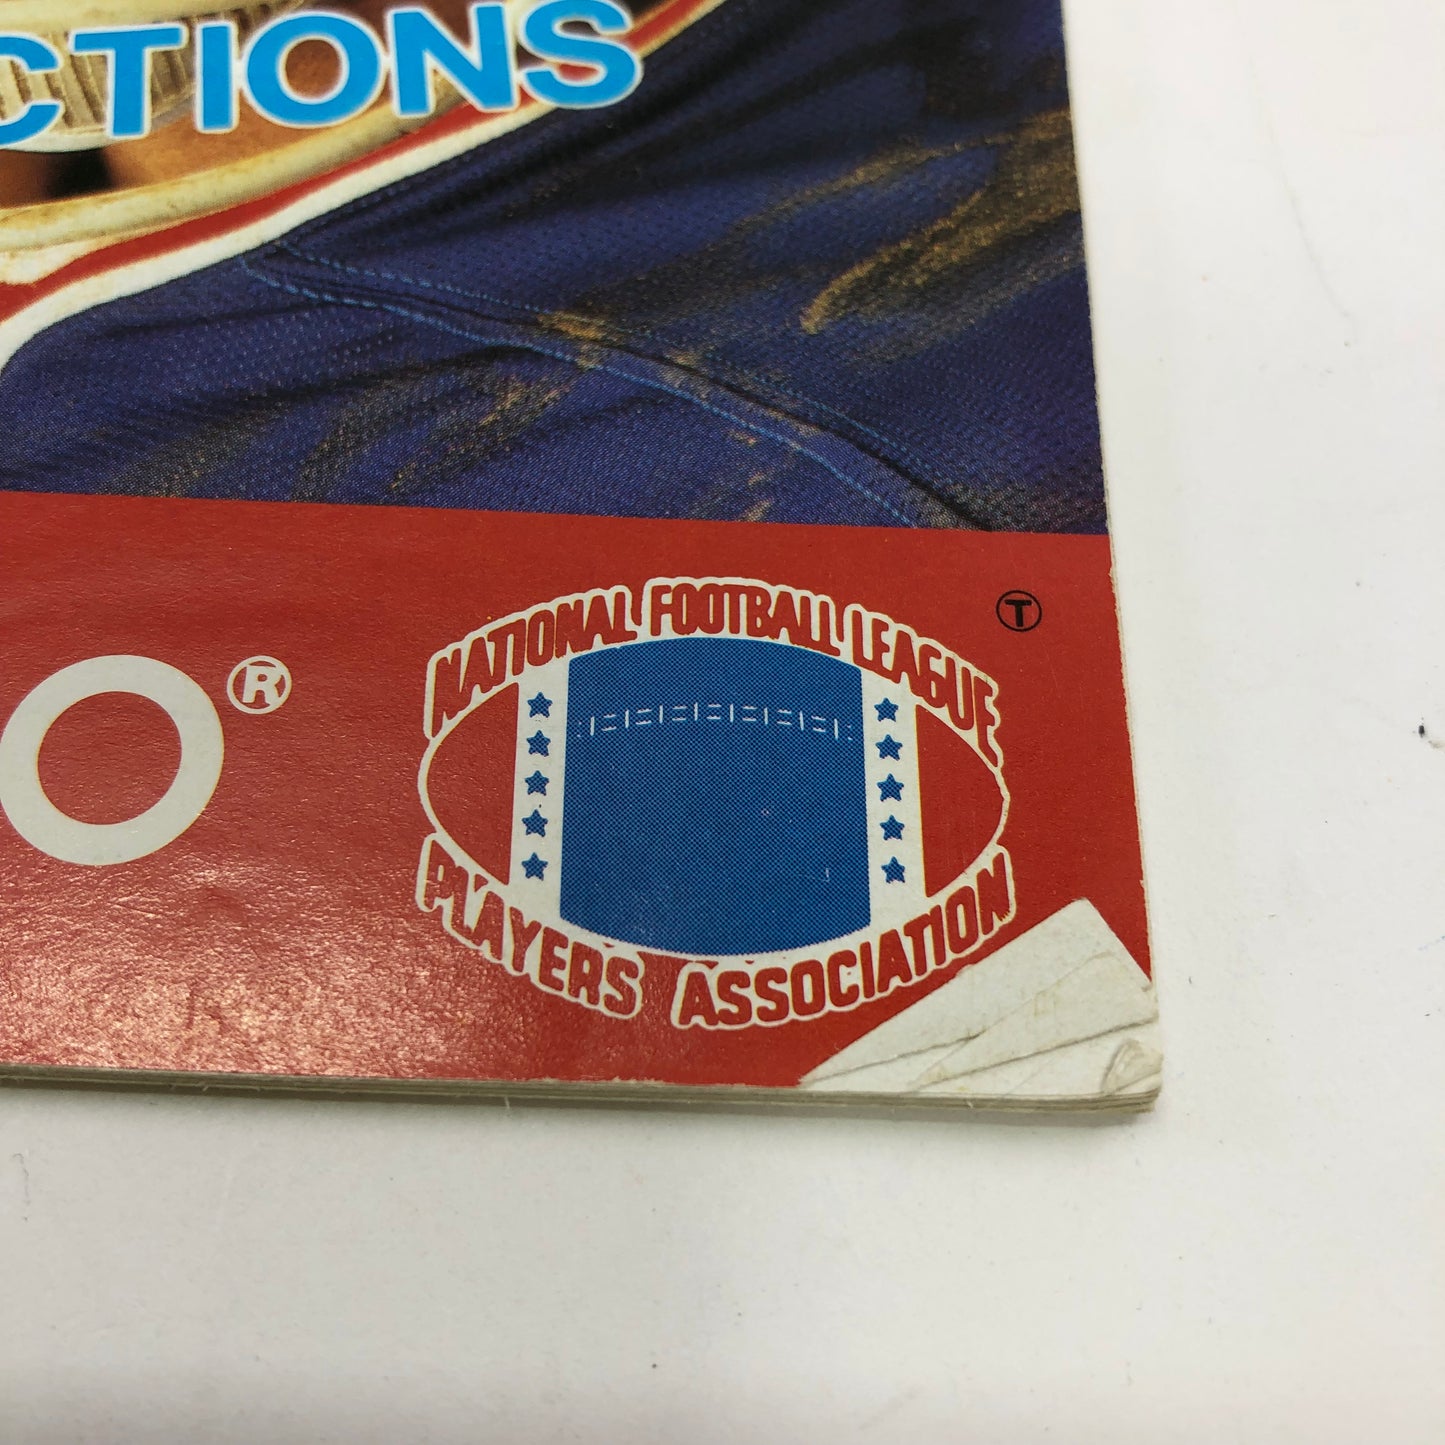 CTIONS
O®
NATIONAL FOOTBALL LEAGUE
PLAYERS ASSOCIATION
T